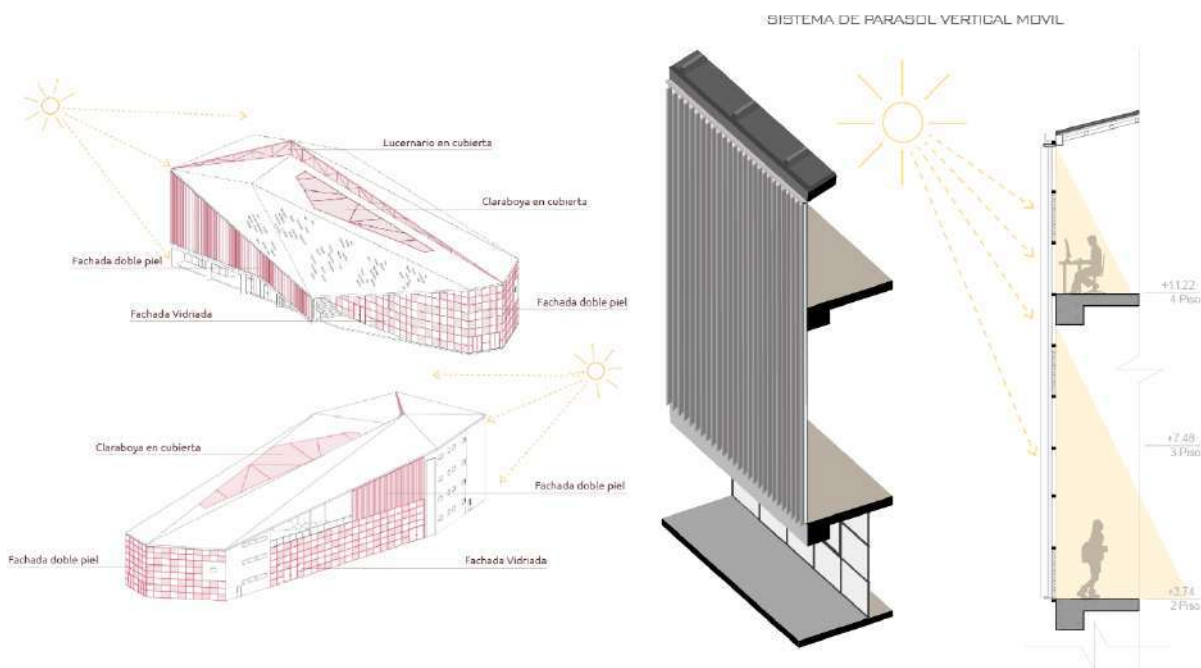 SISTEMA DE PARASOL VERTICAL MOVIL
Lucernario en cubierta
Claraboya en cubierta
Fachada doble piel
Fachada doble piel
Fachada Vidriada
Claraboya en cubierta
Fachada doble piel
Fachada doble piel
Fachada Vidriada
+11,22
4 Piso
+7,48
3 Piso
+3,74
2 Piso